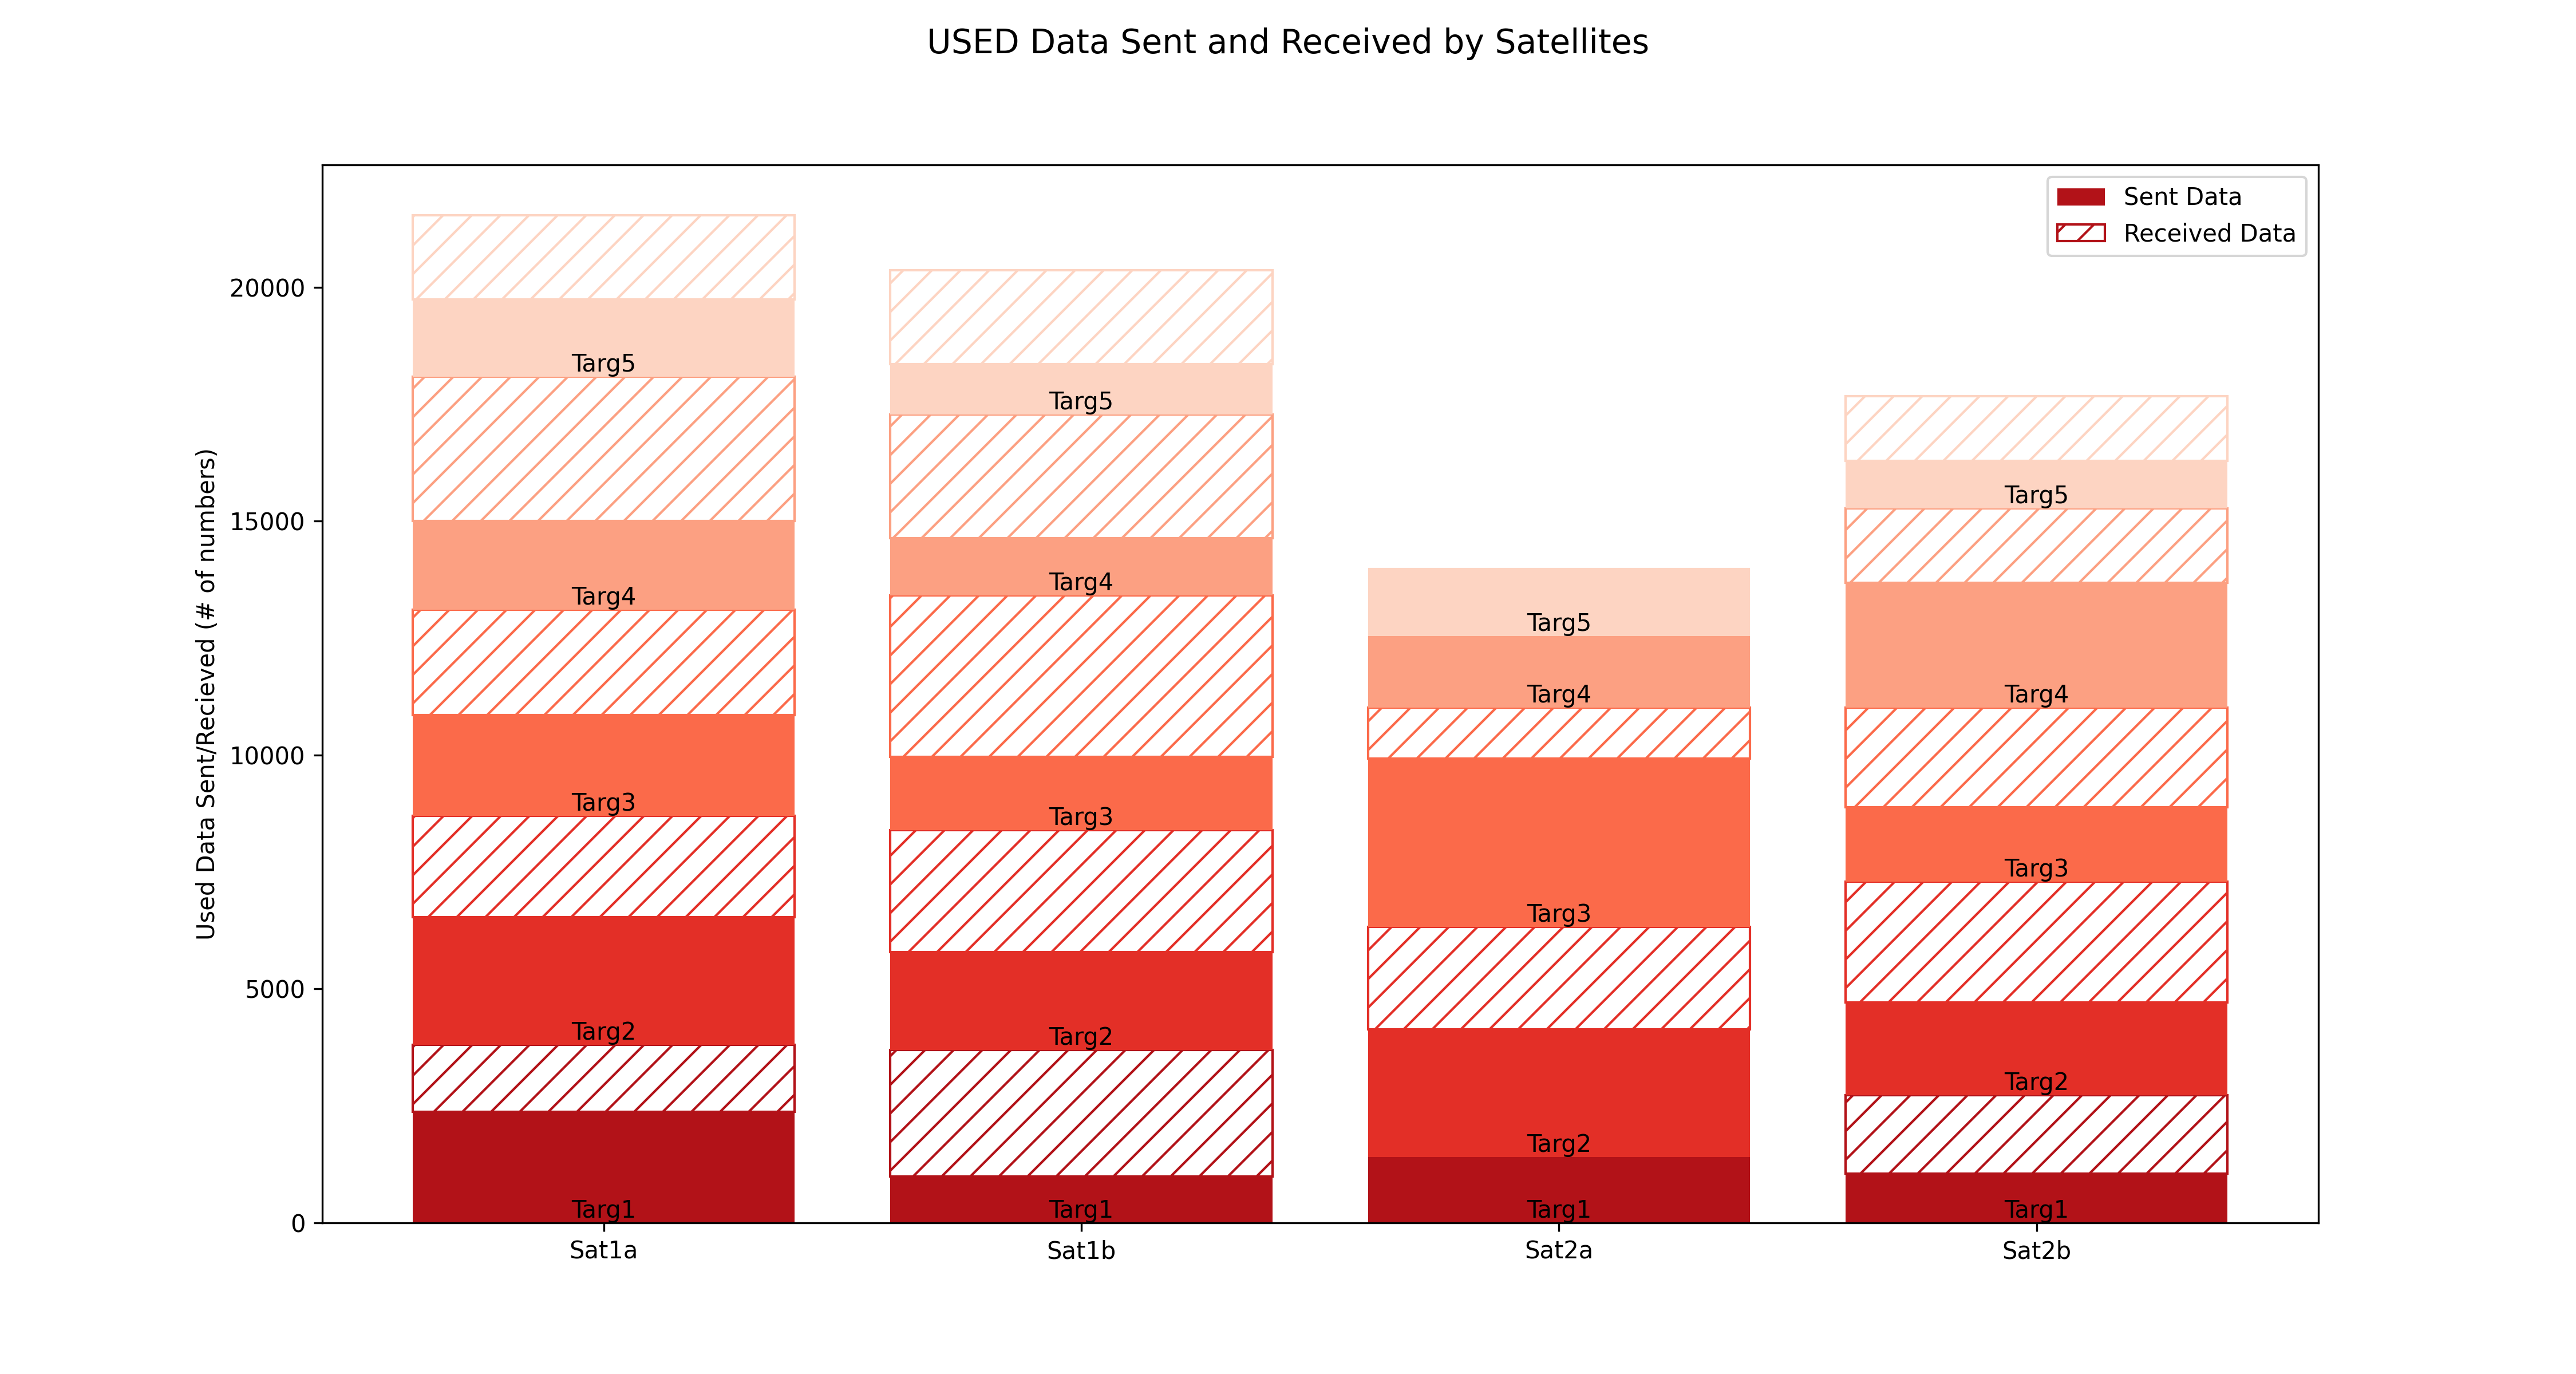 USED Data Sent and Received by Satellites
Sent Data
Received Data
Used Data Sent/Recieved (# of numbers)
20000
15000
10000
5000
0
Targ5
Targ4
Targ3
Targ2
Targ1
Targ5
Targ4
Targ3
Targ2
Targ1
Targ5
Targ4
Targ3
Targ2
Targ1
Targ5
Targ4
Targ3
Targ2
Targ1
Sat1a
Sat1b
Sat2a
Sat2b